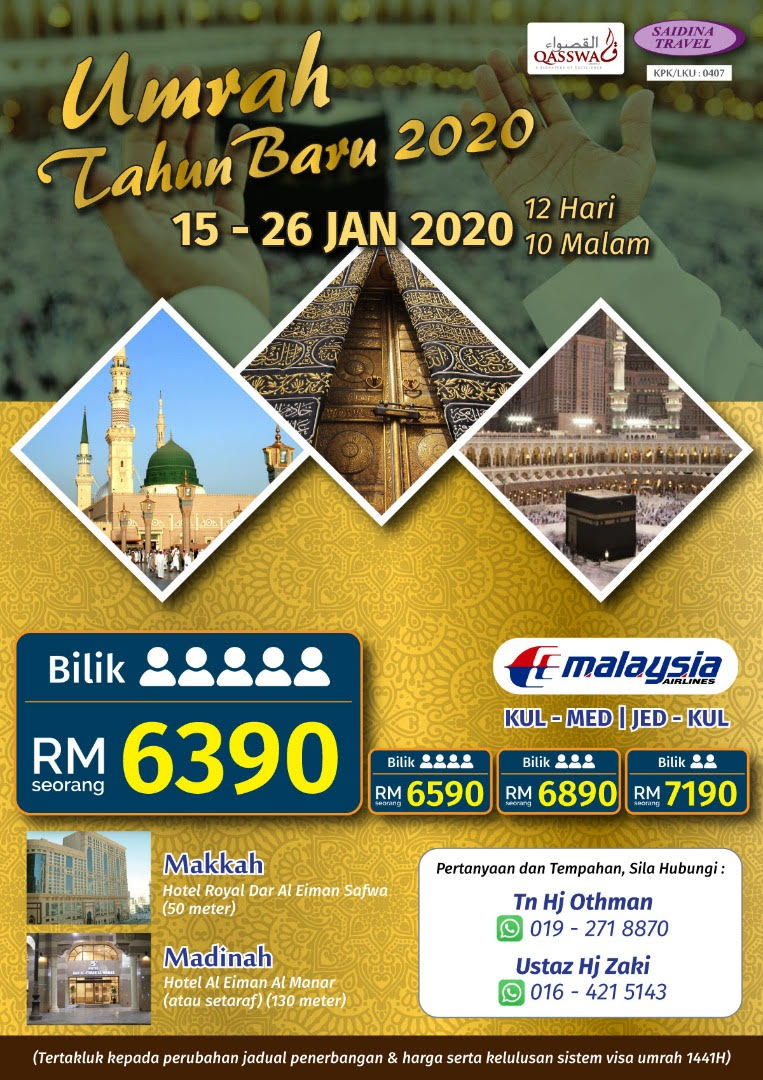 القصواء
QASSWA
SAIDINA
TRAVEL
KPK/LKU : 0407
Umrah
Tahun Baru 2020
15 - 26 JAN 2020
12 Hari
10 Malam
Bilik
RM
seorang
6390
malaysia
AIRLINES
KUL - MED | JED - KUL
Bilik
RM
seorang
6590
Bilik
RM
seorang
6890
Bilik
RM
seorang
7190
Makkah
Hotel Royal Dar Al Eiman Safwa
(50 meter)
Madinah
Hotel Al Eiman Al Manar
(atau setaraf) (130 meter)
Pertanyaan dan Tempahan, Sila Hubungi :
Tn Hj Othman
019 - 271 8870
Ustaz Hj Zaki
016 - 421 5143
(Tertakluk kepada perubahan jadual penerbangan & harga serta kelulusan sistem visa umrah 1441H)